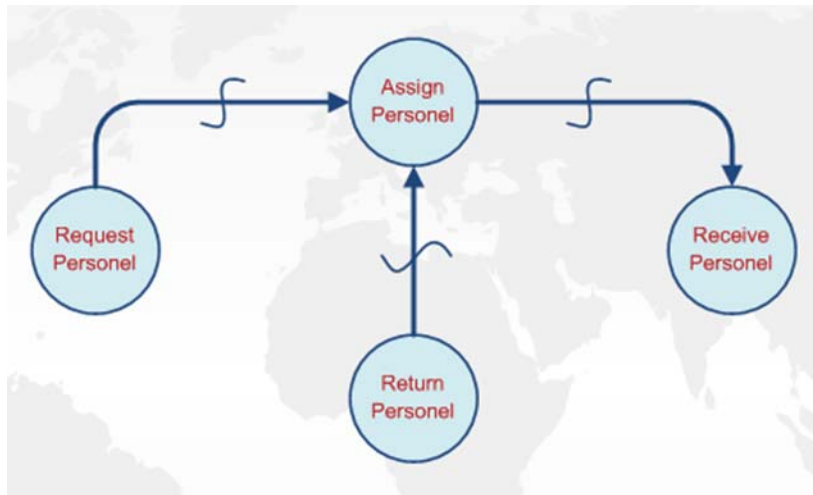 Assign
Personel
Request
Personel
Receive
Personel
Return
Personel